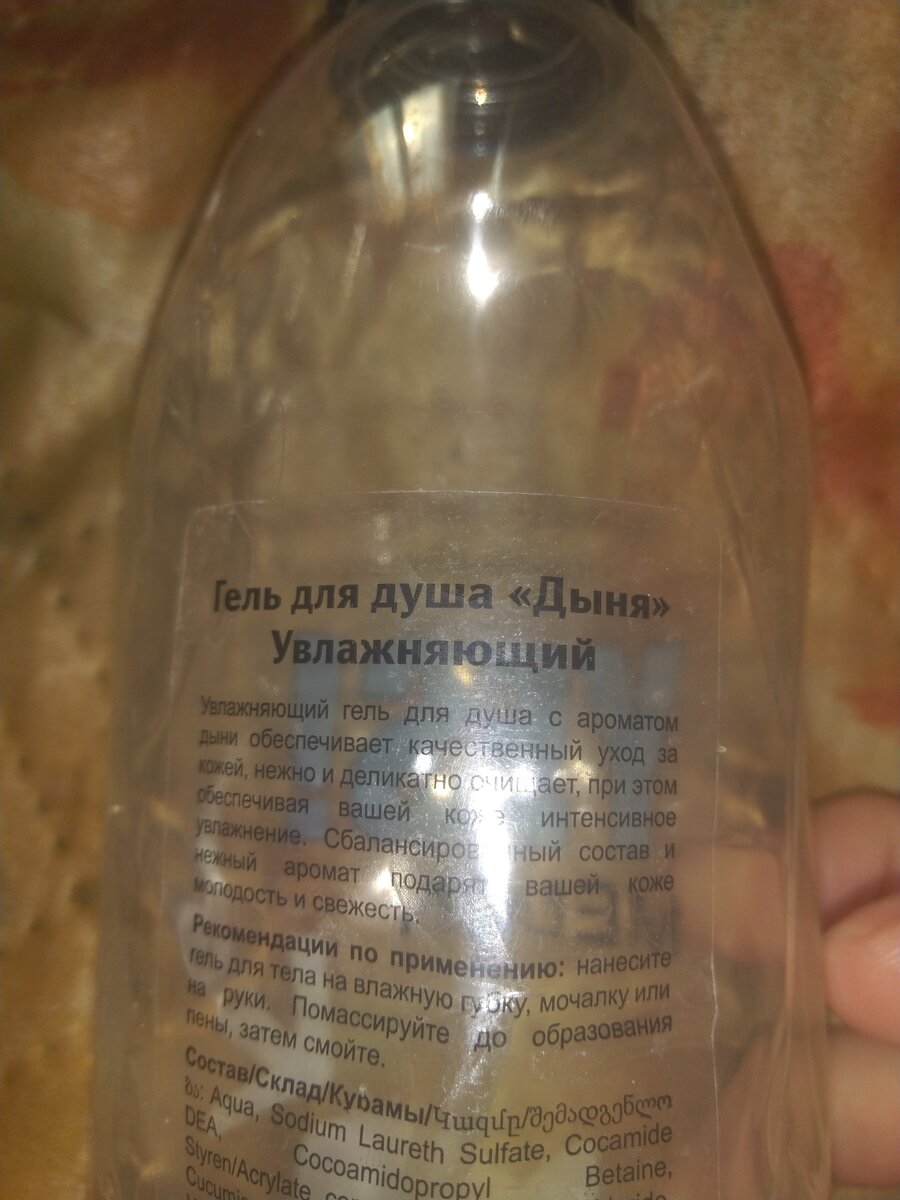 Гель для душа «Дыня»
Увлажняющий
Увлажняющий гель для душа с ароматом
дыни обеспечивает качественный уход за
кожей, нежно и деликатно очищает, при этом
обеспечивая вашей коже интенсивное
увлажнение. Сбалансированный состав и
нежный аромат подарят вашей коже
молодость и свежесть.
Рекомендации по применению: нанесите
гель для тела на влажную губку, мочалку или
на руки. Помассируйте до образования
пены, затем смойте.
Состав/Склад/Курамы/Կազմը/შემადგენლო
ბა: Aqua, Sodium Laureth Sulfate, Cocamide
DEA, Cocoamidopropyl Betaine,
Styren/Acrylate